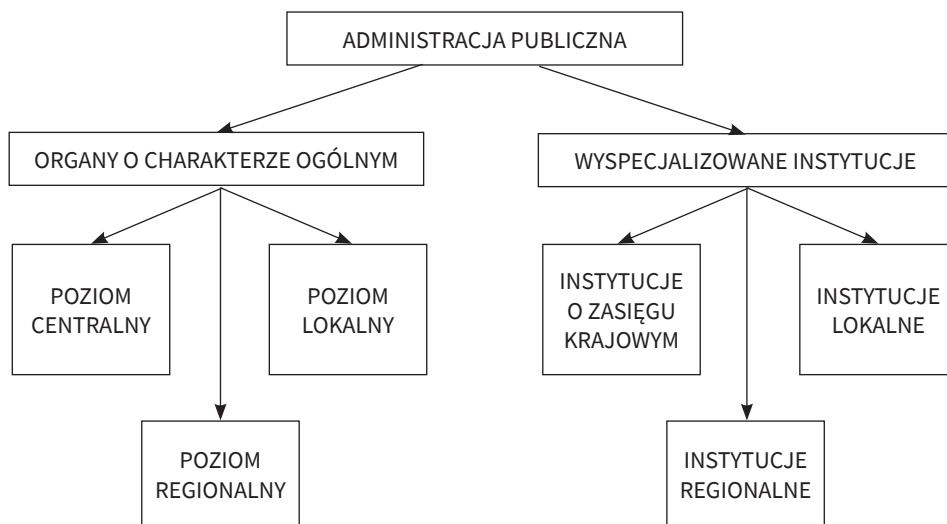 ADMINISTRACJA PUBLICZNA
ORGANY O CHARAKTERZE OGÓLNYM
WYSPECJALIZOWANE INSTYTUCJE
POZIOM
CENTRALNY
POZIOM
LOKALNY
INSTYTUCJE
O ZASIĘGU
KRAJOWYM
INSTYTUCJE
LOKALNE
POZIOM
REGIONALNY
INSTYTUCJE
REGIONALNE